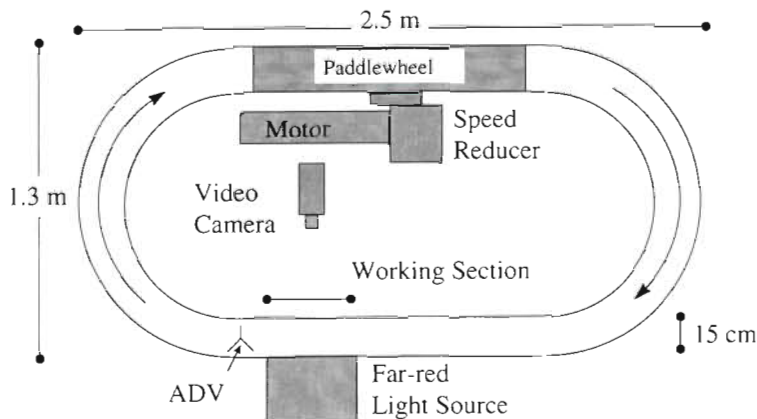 2.5 m
Paddlewheel
Motor
Speed
Reducer
1.3 m
Video
Camera
Working Section
15 cm
ADV
Far-red
Light Source